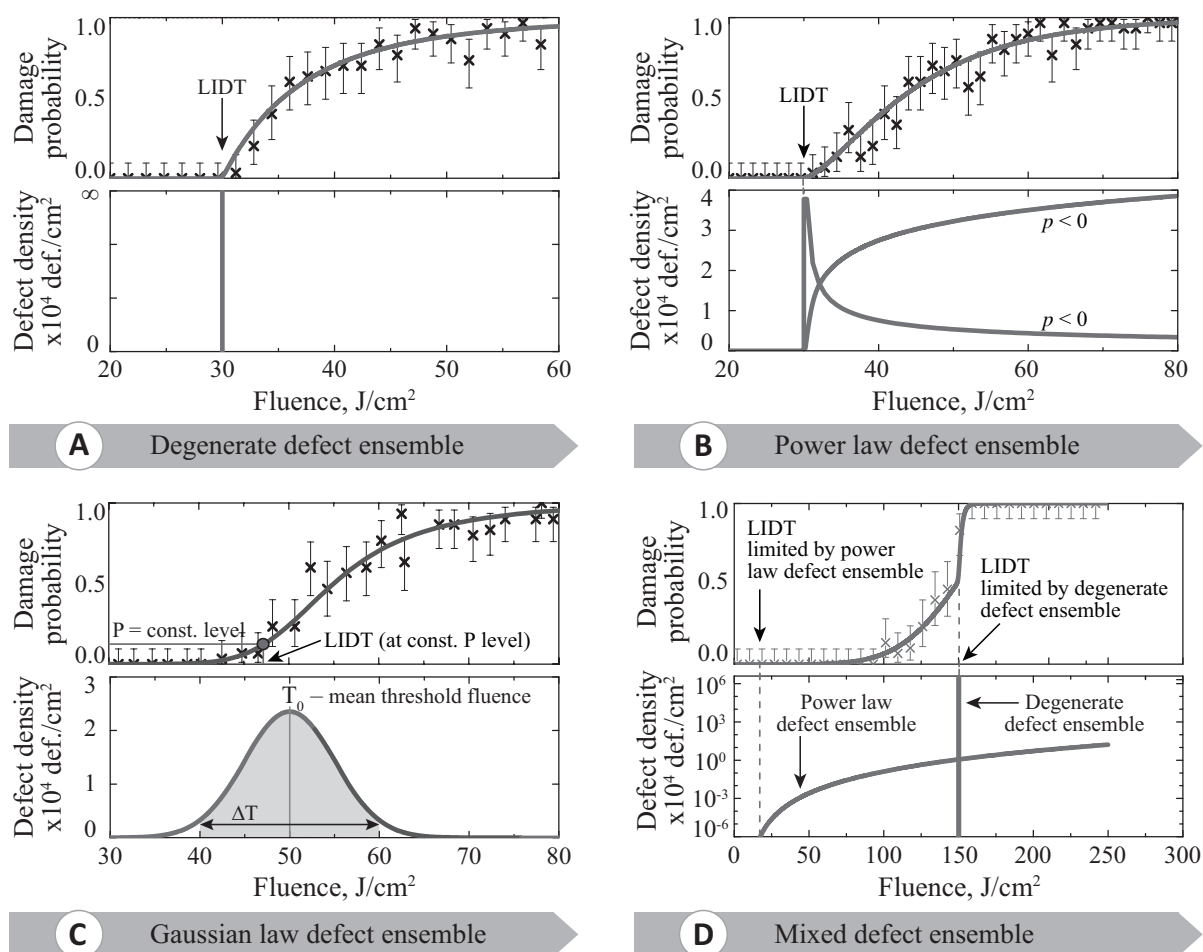 1.0
0.5
0.0
Damage
probability
LIDT
∞
0
Defect density
x10⁴ def./cm²
20 30 40 50 60
Fluence, J/cm²
A Degenerate defect ensemble
1.0
0.5
0.0
Damage
probability
LIDT
4
3
2
1
0
Defect density
x10⁴ def./cm²
p < 0
p < 0
20 40 60 80
Fluence, J/cm²
B Power law defect ensemble
1.0
0.5
0.0
Damage
probability
P = const. level
LIDT (at const. P level)
3
2
1
0
Defect density
x10⁴ def./cm²
T₀ – mean threshold fluence
ΔT
30 40 50 60 70 80
Fluence, J/cm²
C Gaussian law defect ensemble
1.0
0.5
0.0
Damage
probability
LIDT
limited by power
law defect ensemble
LIDT
limited by degenerate
defect ensemble
10⁶
10³
10⁰
10⁻³
10⁻⁶
Defect density
x10⁴ def./cm²
Power law
defect ensemble
Degenerate
defect ensemble
0 50 100 150 200 250 300
Fluence, J/cm²
D Mixed defect ensemble